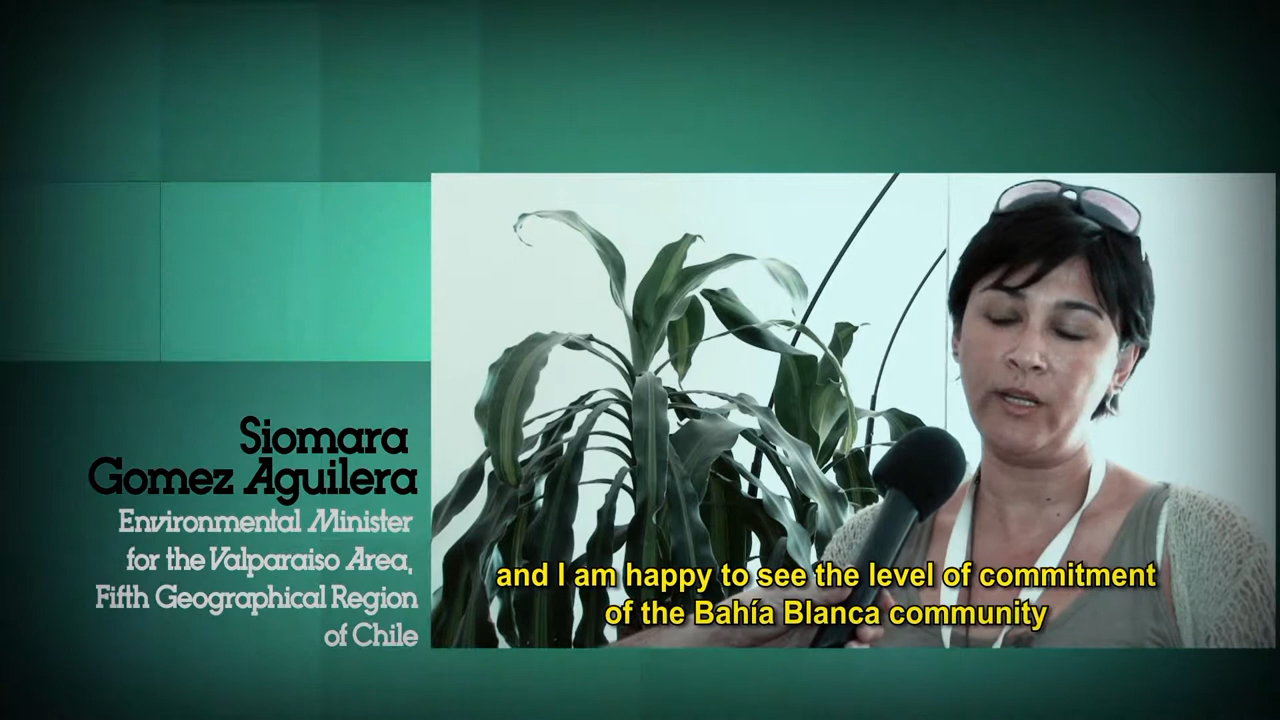 Siomara
Gomez Aguilera
Environmental Minister
for the Valparaiso Area,
Fifth Geographical Region
of Chile
and I am happy to see the level of commitment
of the Bahía Blanca community